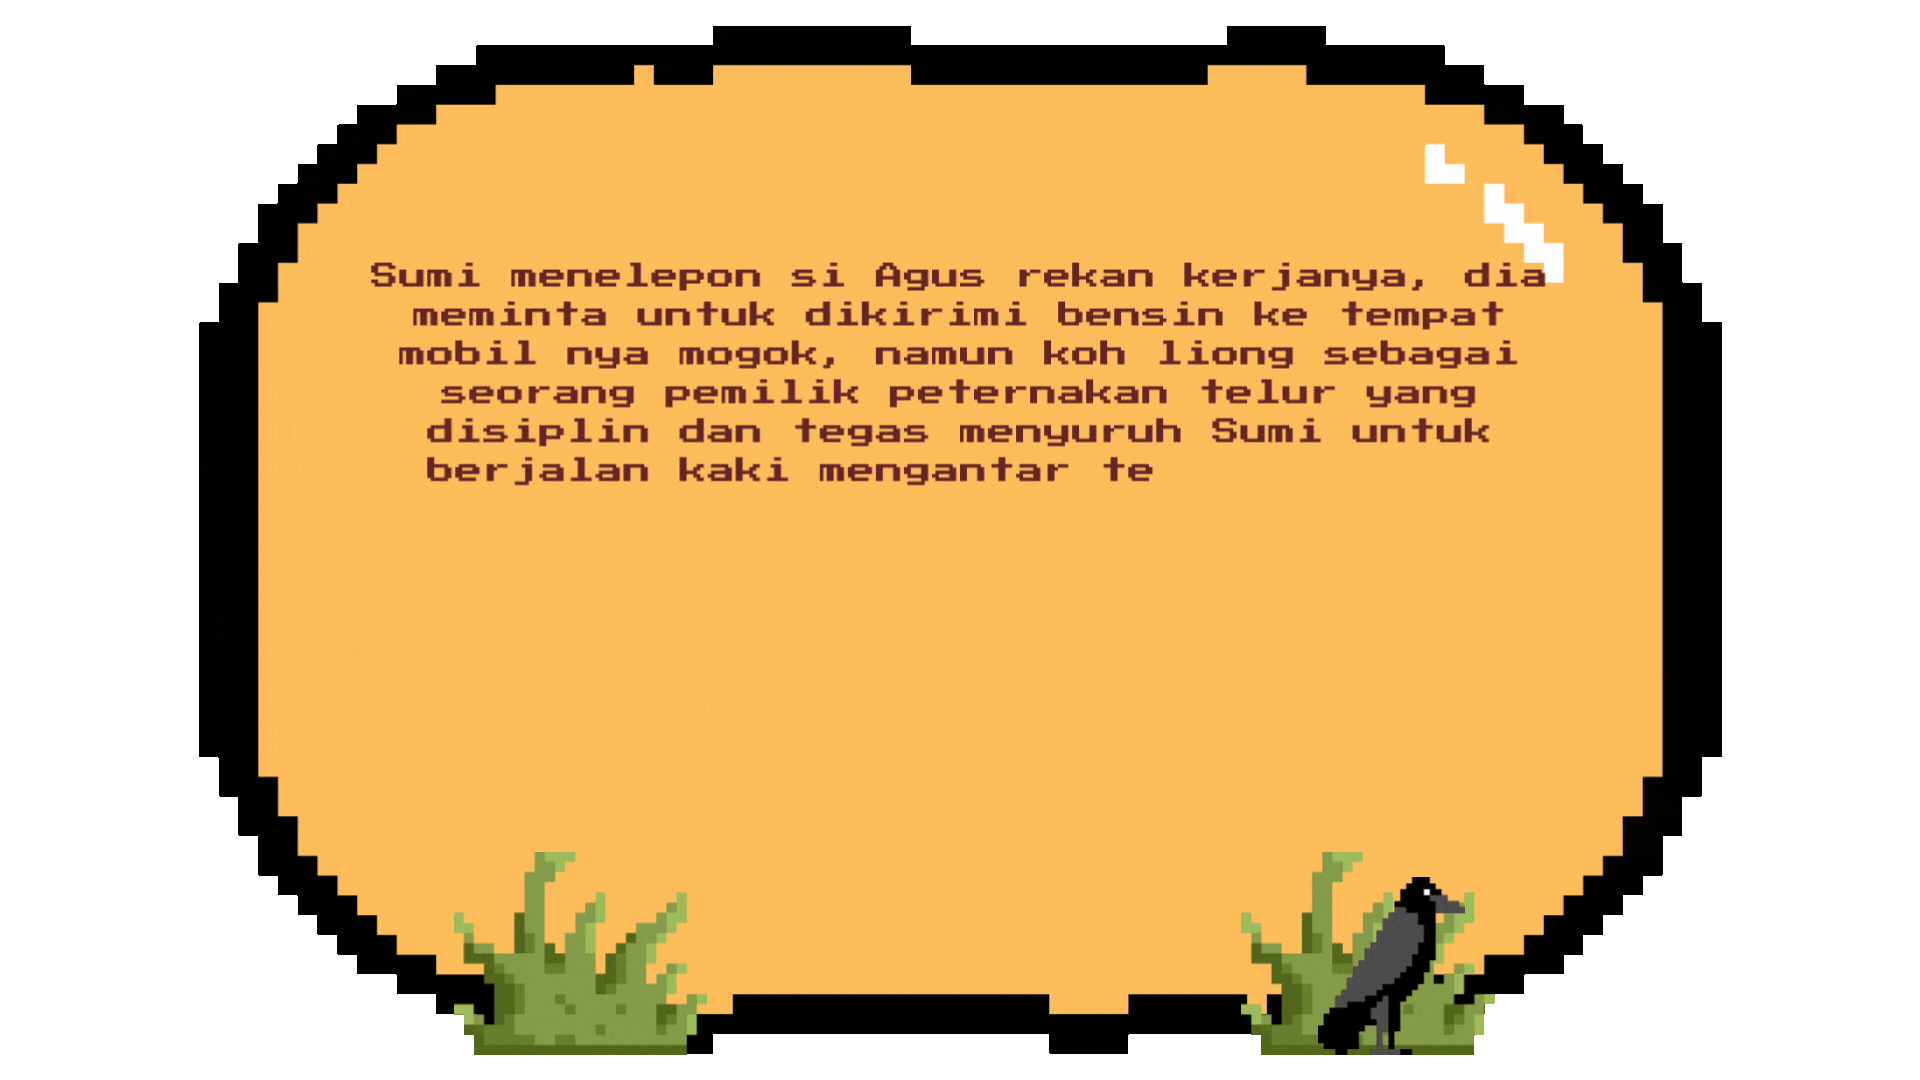 Sumi menelepon si Agus rekan kerjanya, dia
meminta untuk dikirimi bensin ke tempat
mobil nya mogok, namun koh liong sebagai
seorang pemilik peternakan telur yang
disiplin dan tegas menyuruh Sumi untuk
berjalan kaki mengantar te